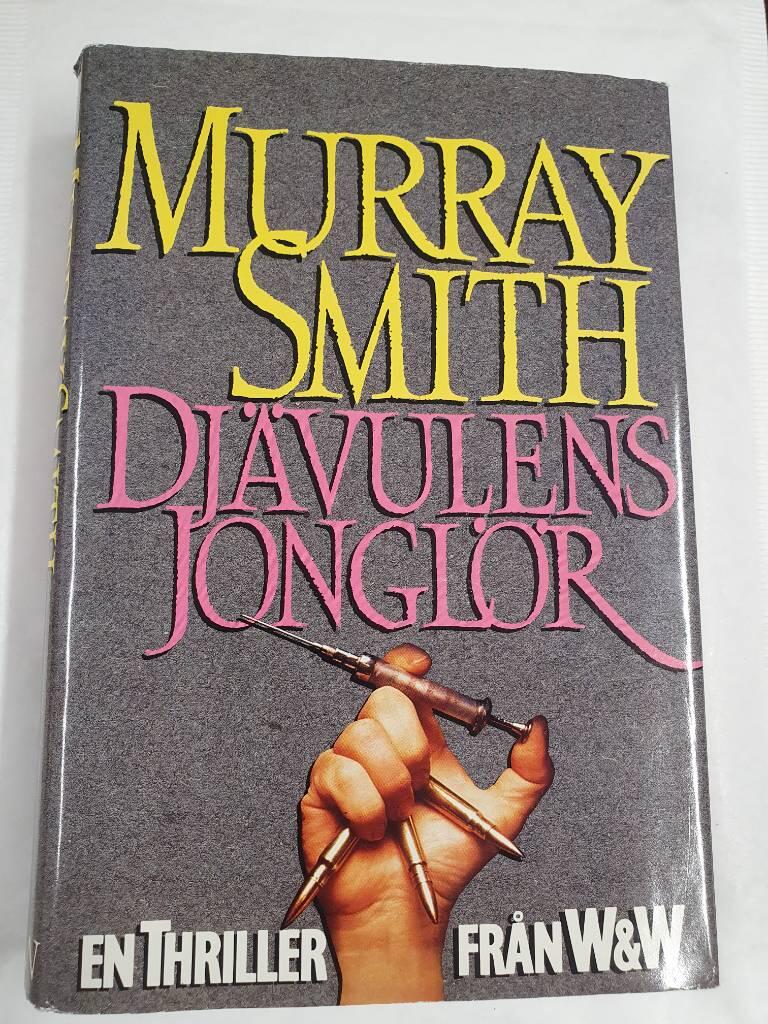 MURRAY
SMITH
DJÄVULENS
JONGLÖR
EN THRILLER
FRÅN W&W